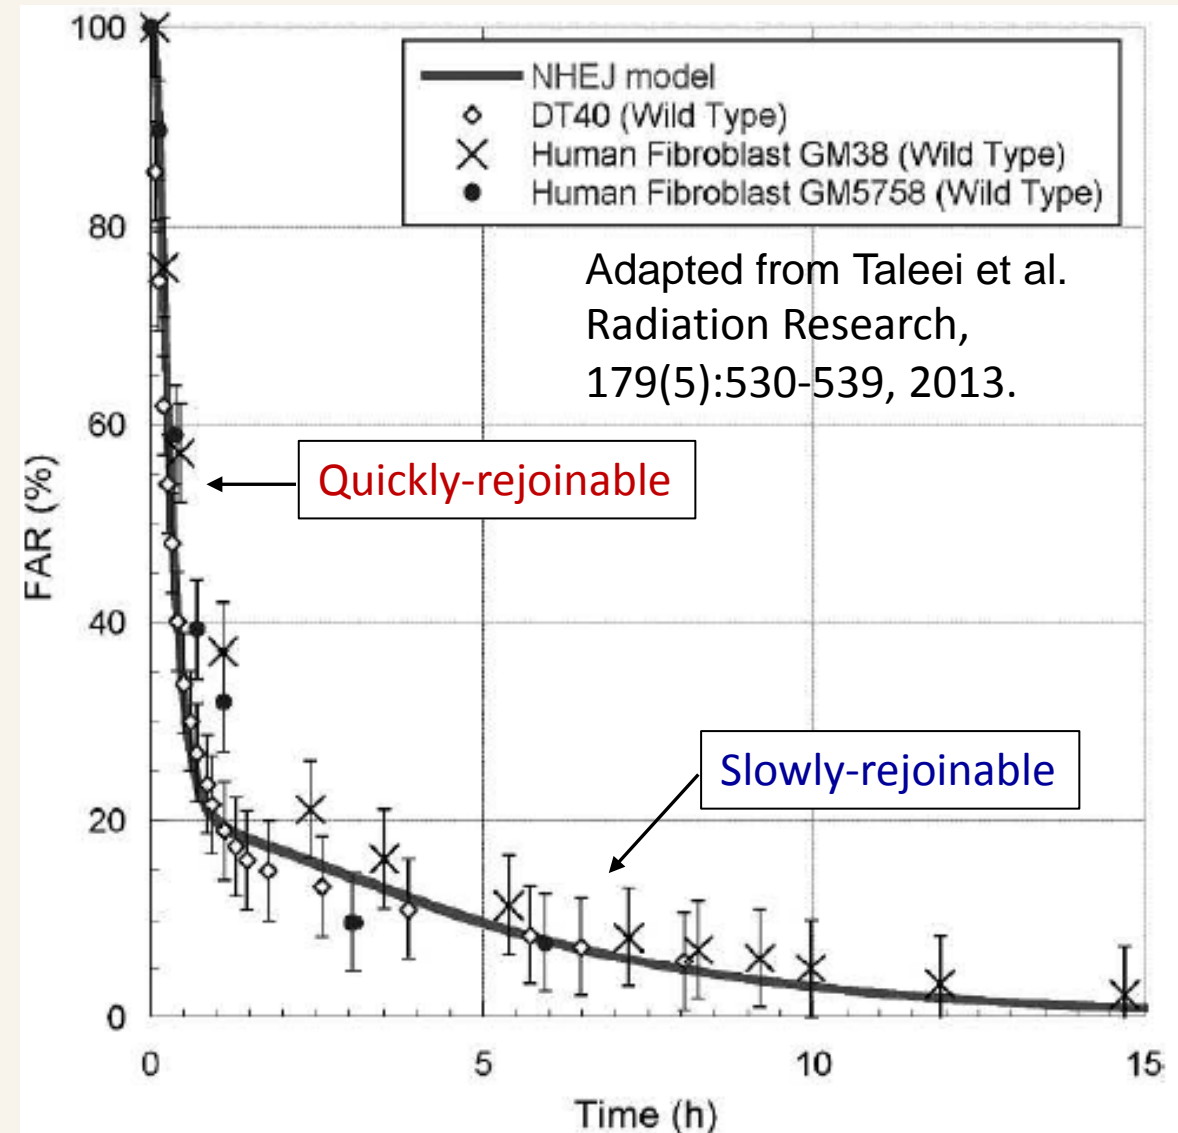 100
80
60
40
20
0
FAR (%)
NHEJ model
DT40 (Wild Type)
Human Fibroblast GM38 (Wild Type)
Human Fibroblast GM5758 (Wild Type)
Adapted from Taleei et al.
Radiation Research,
179(5):530-539, 2013.
Quickly-rejoinable
Slowly-rejoinable
0 5 10 15
Time (h)